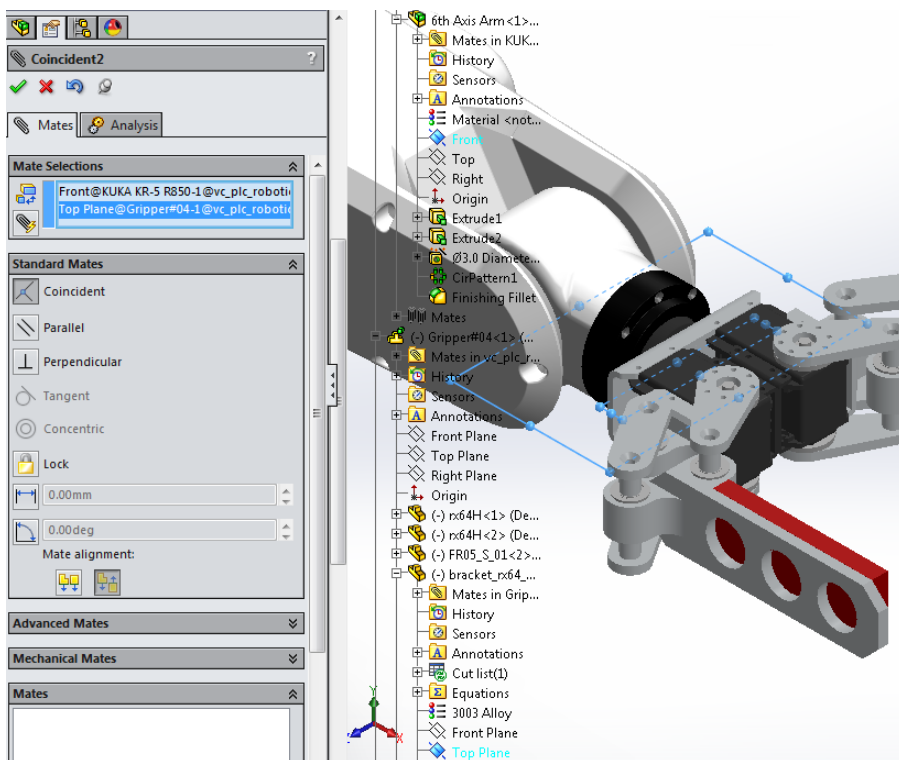 Coincident2
?
Mates
Analysis
Mate Selections
Front@KUKA KR-5 R850-1@vc_plc_roboti
Top Plane@Gripper#04-1@vc_plc_roboti
Standard Mates
Coincident
Parallel
Perpendicular
Tangent
Concentric
Lock
0.00mm
0.00deg
Mate alignment:
Advanced Mates
Mechanical Mates
Mates
6th Axis Arm<1>
Mates in KUK...
History
Sensors
Annotations
Material <not...
Front
Top
Right
Origin
Extrude1
Extrude2
Ø3.0 Diamete...
CirPattern1
Finishing Fillet
Mates
(-) Gripper#04<1> (...
Mates in vc_plc_r...
History
Sensors
Annotations
Front Plane
Top Plane
Right Plane
Origin
(-) rx64H<1> (De...
(-) rx64H<2> (De...
(-) FR05_S_01<2>...
(-) bracket_rx64_...
Mates in Grip...
History
Sensors
Annotations
Cut list(1)
Equations
3003 Alloy
Front Plane
Top Plane
Y
X